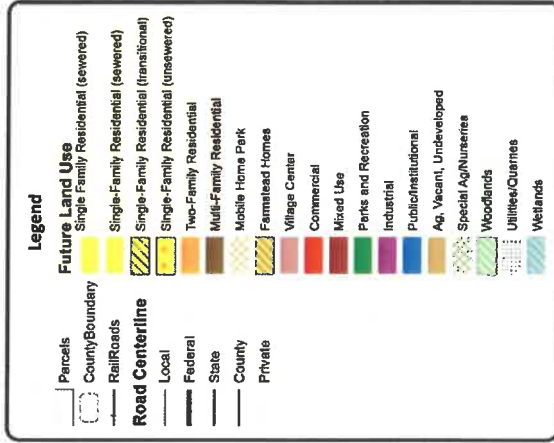 Legend
Parcels
CountyBoundary
RailRoads
Road Centerline
Local
Federal
State
County
Private
Future Land Use
Single Family Residential (sewered)
Single-Family Residential (sewered)
Single-Family Residential (transitional)
Single-Family Residential (unsewered)
Two-Family Residential
Multi-Family Residential
Mobile Home Park
Farmstead Homes
Village Center
Commercial
Mixed Use
Parks and Recreation
Industrial
Public/Institutional
Ag, Vacant, Undeveloped
Special Ag/Nurseries
Woodlands
Utilities/Quarries
Wetlands